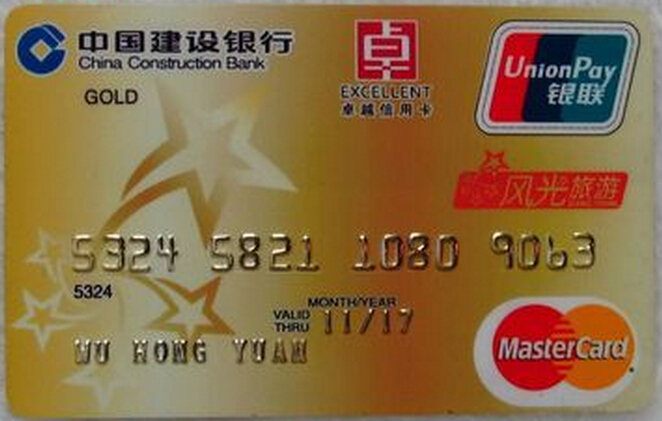 中国建设银行
China Construction Bank
GOLD
卓
EXCELLENT
卓越信用卡
UnionPay
银联
风光旅游
5324 5821 1080 9063
5324
MONTH/YEAR
VALID THRU 11/17
WU HONG YUAN
MasterCard